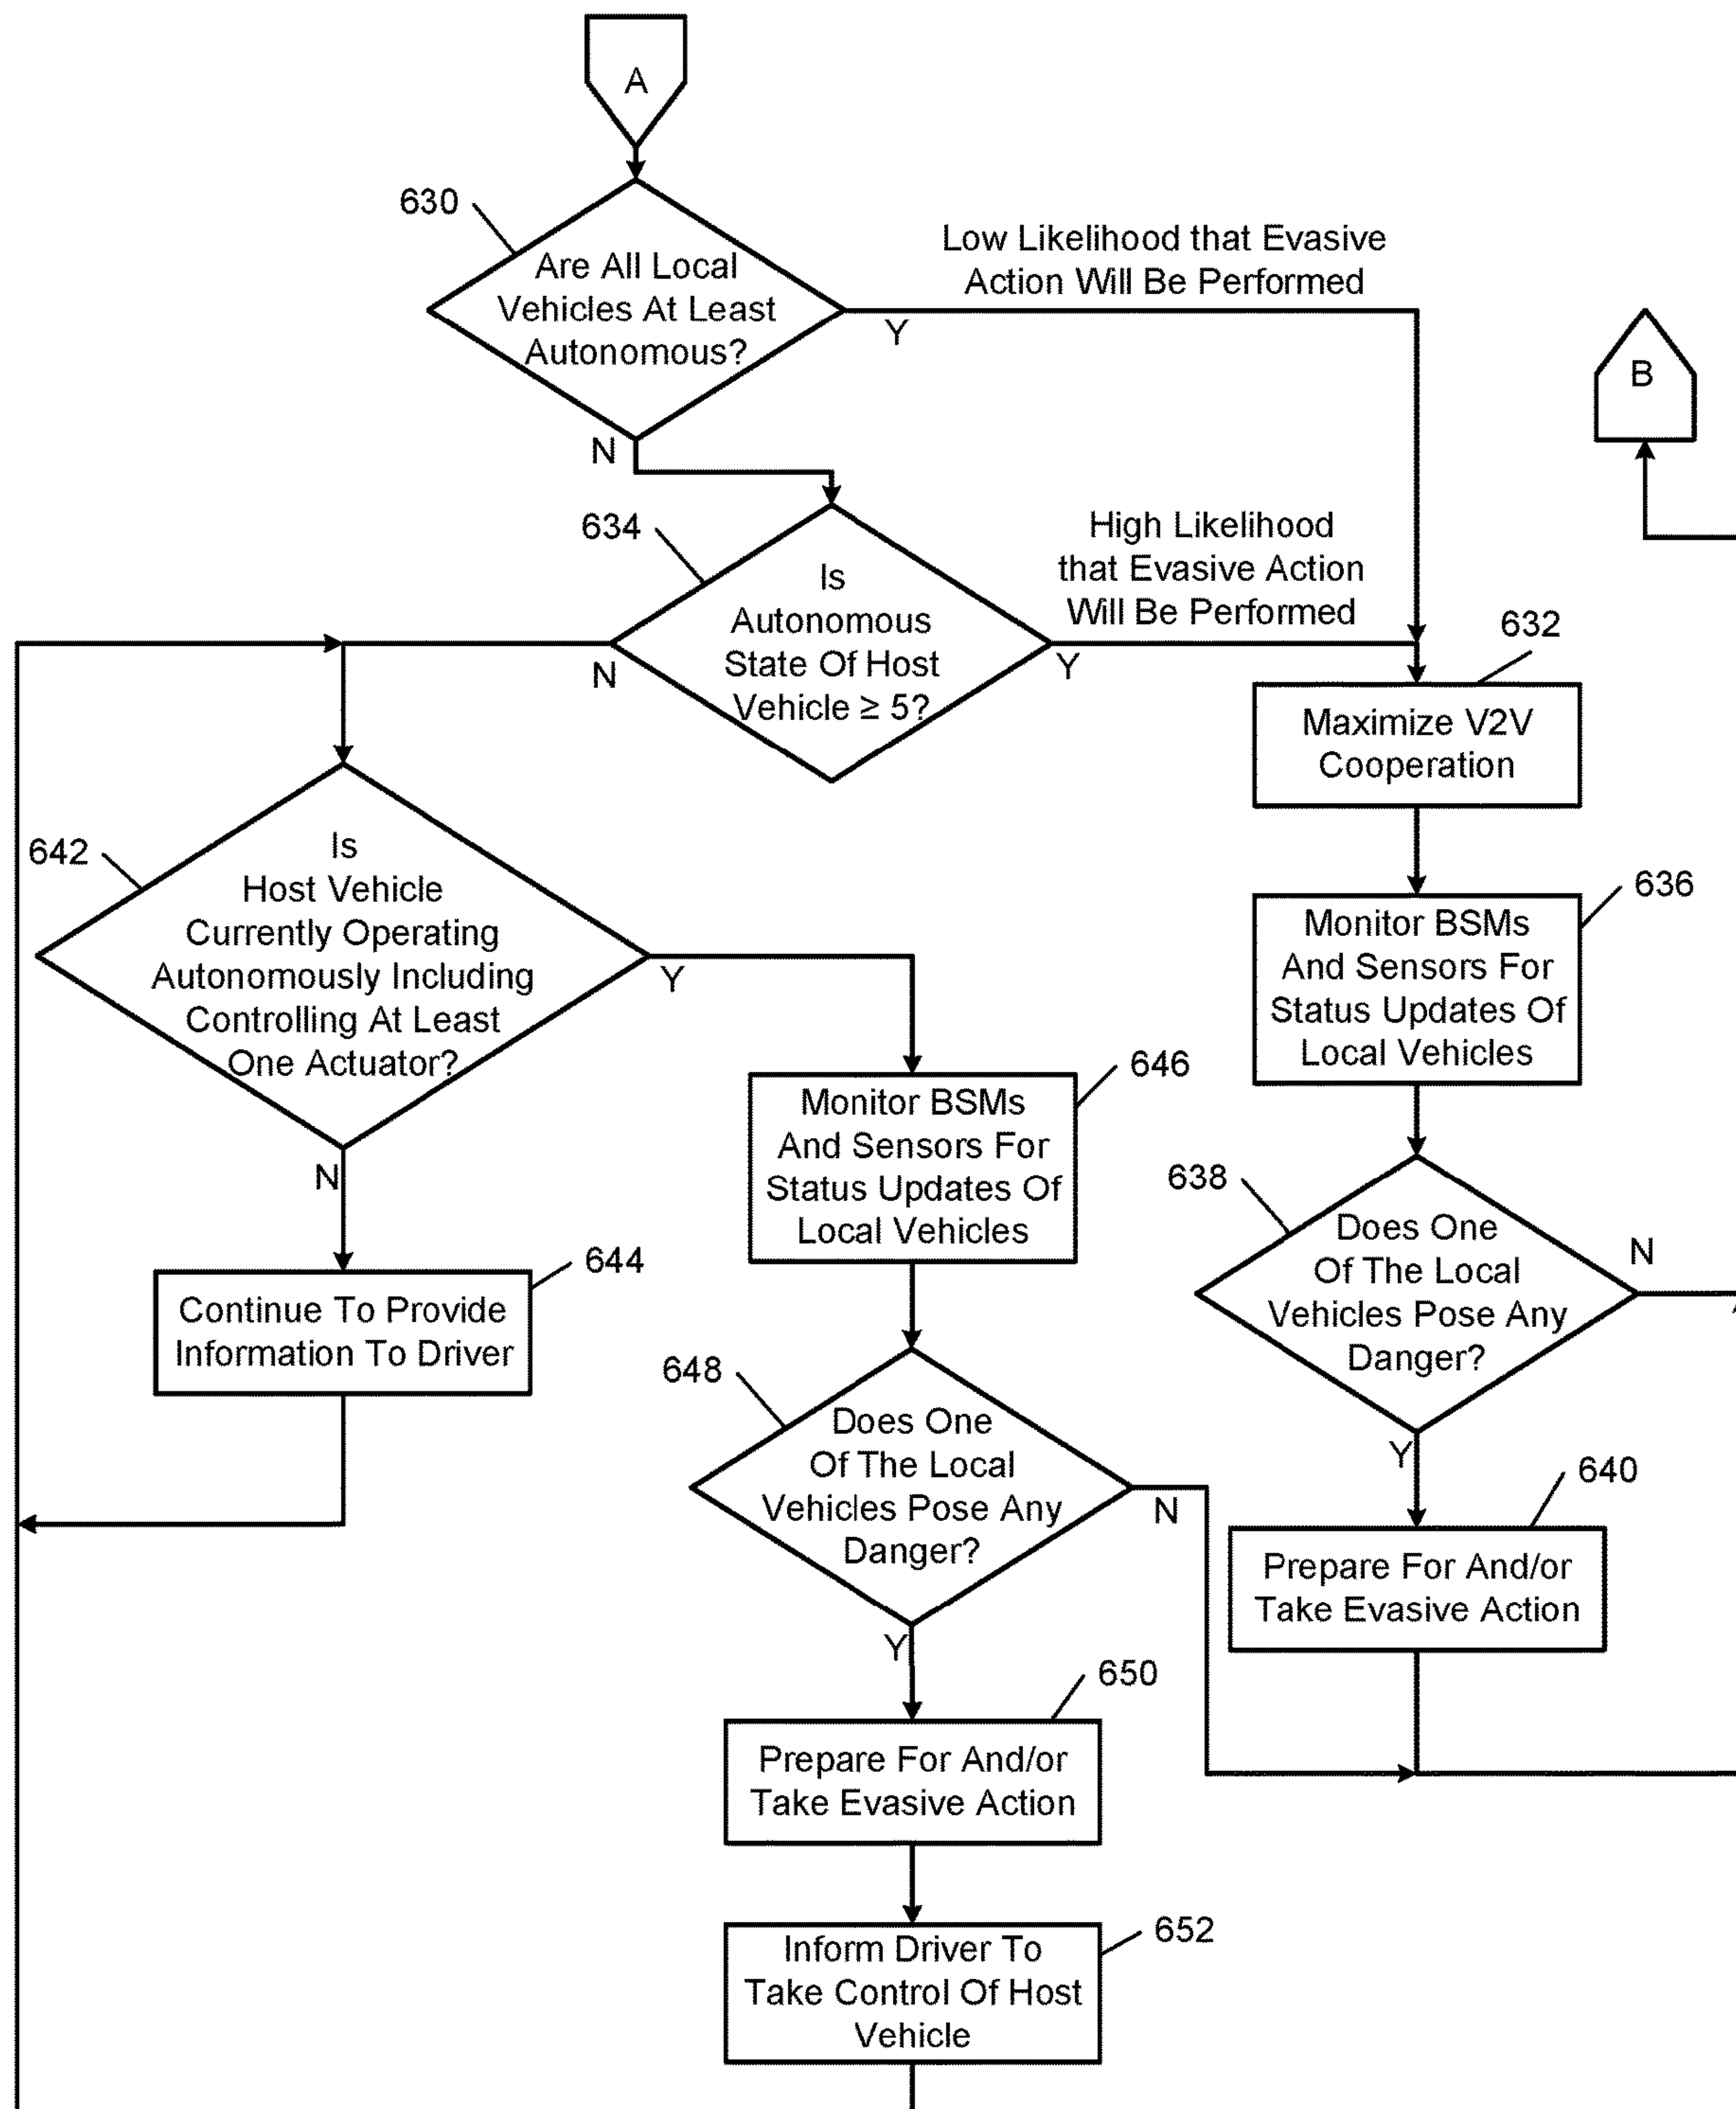 A
630
Are All Local
Vehicles At Least
Autonomous?
Y
N
Low Likelihood that Evasive
Action Will Be Performed
B
634
Is
Autonomous
State Of Host
Vehicle ≥ 5?
N
Y
High Likelihood
that Evasive Action
Will Be Performed
632
Maximize V2V
Cooperation
636
Monitor BSMs
And Sensors For
Status Updates Of
Local Vehicles
638
Does One
Of The Local
Vehicles Pose Any
Danger?
N
Y
640
Prepare For And/or
Take Evasive Action
642
Is
Host Vehicle
Currently Operating
Autonomously Including
Controlling At Least
One Actuator?
Y
N
644
Continue To Provide
Information To Driver
646
Monitor BSMs
And Sensors For
Status Updates Of
Local Vehicles
648
Does One
Of The Local
Vehicles Pose Any
Danger?
N
Y
650
Prepare For And/or
Take Evasive Action
652
Inform Driver To
Take Control Of Host
Vehicle